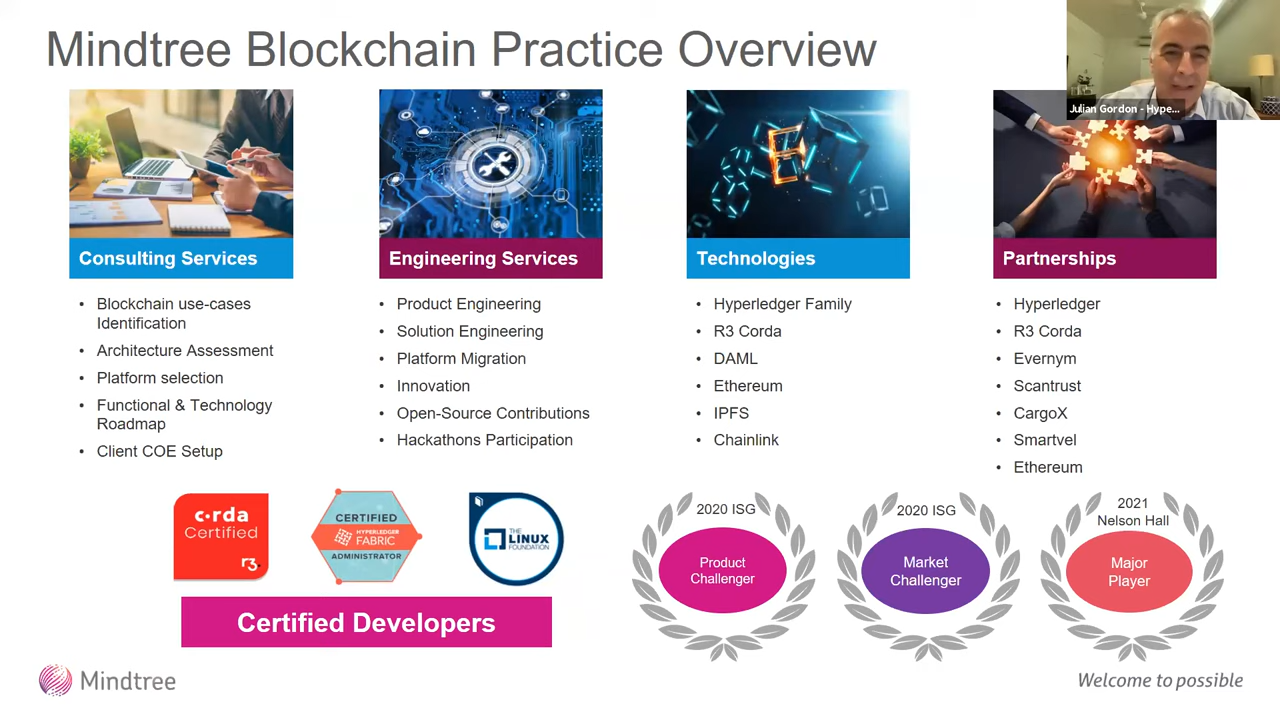 Mindtree Blockchain Practice Overview
Julian Gordon - Hype...
Consulting Services
• Blockchain use-cases
Identification
• Architecture Assessment
• Platform selection
• Functional & Technology
Roadmap
• Client COE Setup
Engineering Services
• Product Engineering
• Solution Engineering
• Platform Migration
• Innovation
• Open-Source Contributions
• Hackathons Participation
Technologies
• Hyperledger Family
• R3 Corda
• DAML
• Ethereum
• IPFS
• Chainlink
Partnerships
• Hyperledger
• R3 Corda
• Evernym
• Scantrust
• CargoX
• Smartvel
• Ethereum
c·rda
Certified
r3.
CERTIFIED
HYPERLEDGER
FABRIC
ADMINISTRATOR
THE
LINUX
FOUNDATION
Certified Developers
2020 ISG
Product
Challenger
2020 ISG
Market
Challenger
2021
Nelson Hall
Major
Player
Mindtree
Welcome to possible